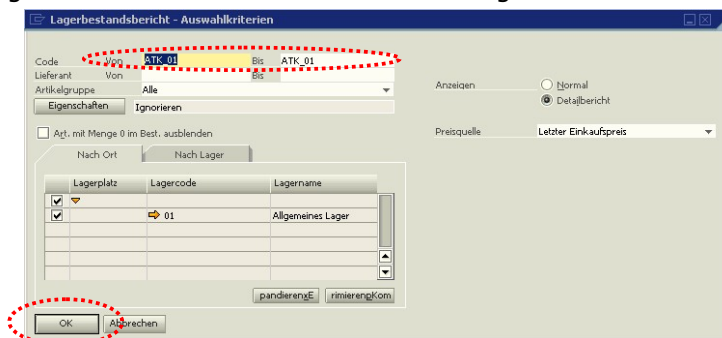 Lagerbestandsbericht - Auswahlkriterien
Code Von ATK_01 Bis ATK_01
Lieferant Von Bis
Artikelgruppe Alle
Eigenschaften Ignorieren
Anzeigen Normal
Detailbericht
Art. mit Menge 0 im Best. ausblenden
Preisquelle Letzter Einkaufspreis
Nach Ort Nach Lager
Lagerplatz Lagercode Lagername
01 Allgemeines Lager
pandierenxE rimierenpKom
OK Abbrechen